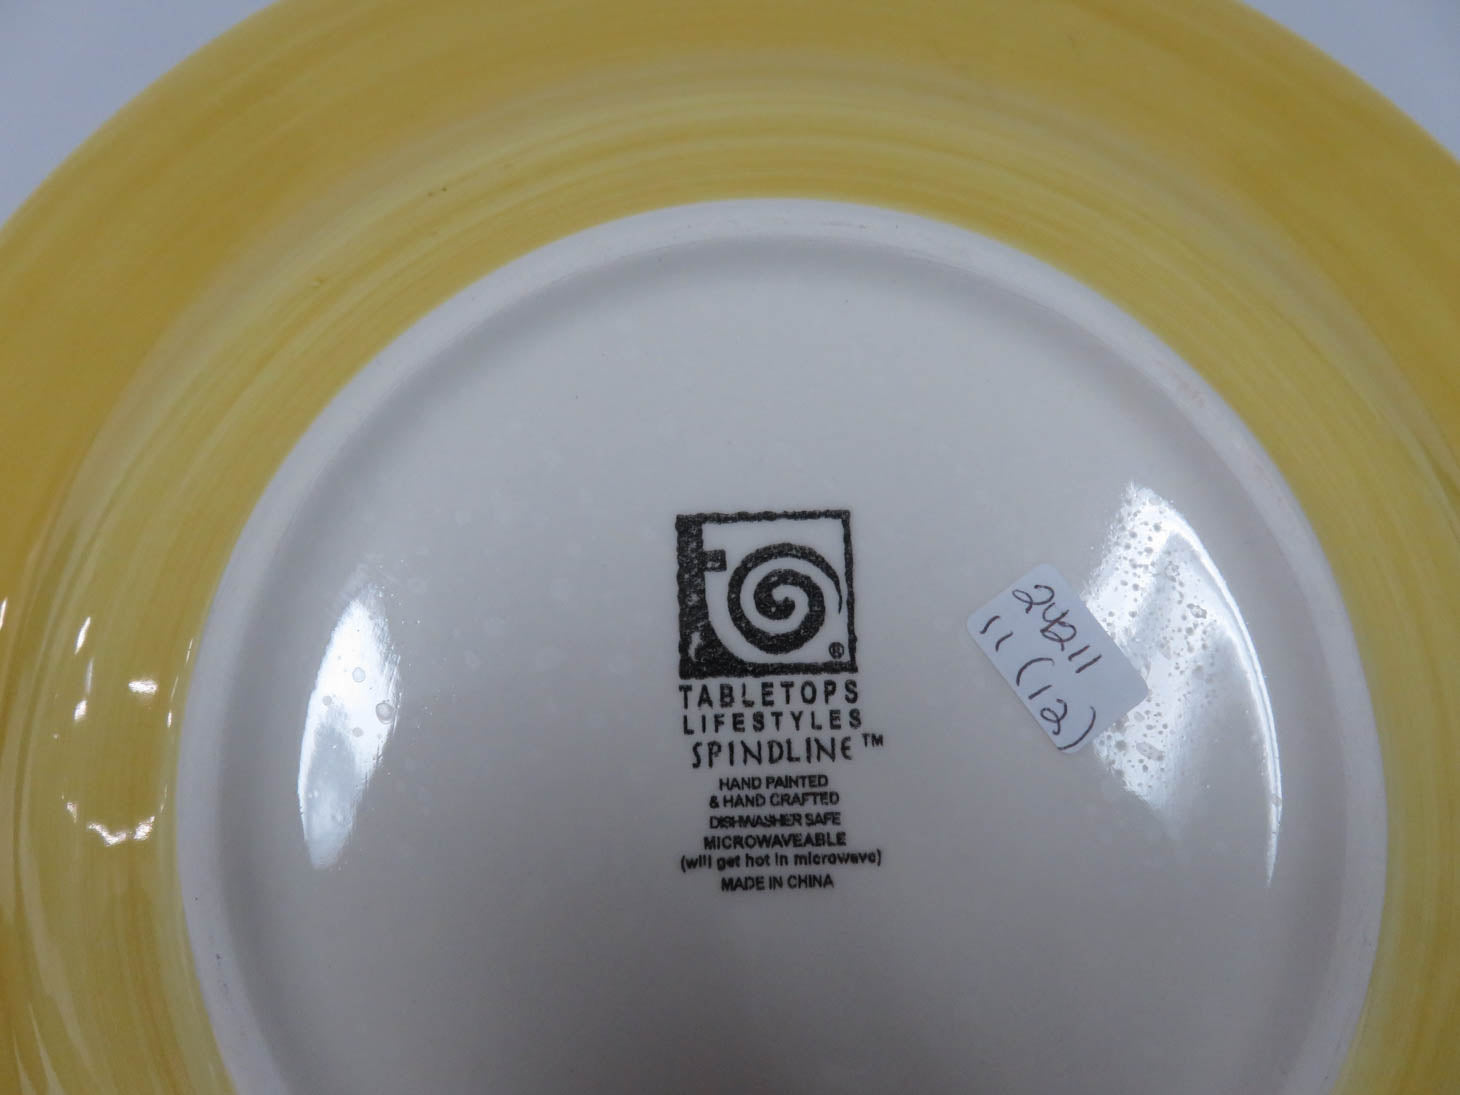 ®
TABLETOPS
LIFESTYLES
SPINDLINE™
HAND PAINTED
& HAND CRAFTED
DISHWASHER SAFE
MICROWAVEABLE
(will get hot in microwave)
MADE IN CHINA
24211
11 (12)